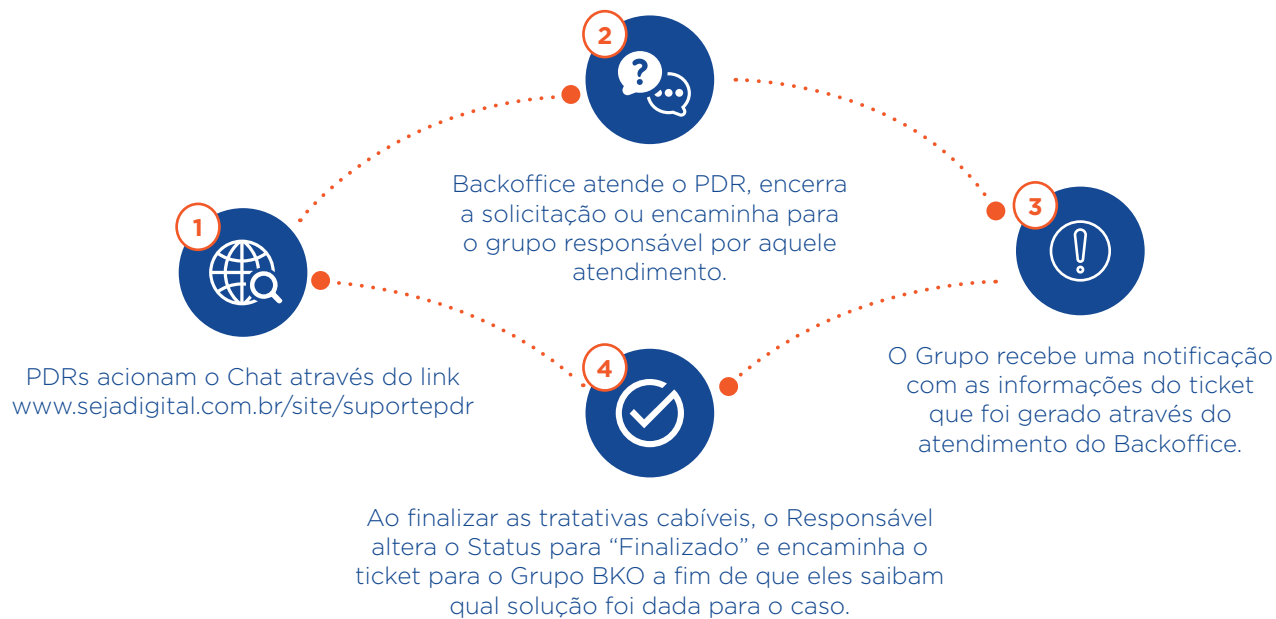 1
PDRs acionam o Chat através do link
www.sejadigital.com.br/site/suportepdr
2
?
Backoffice atende o PDR, encerra
a solicitação ou encaminha para
o grupo responsável por aquele
atendimento.
3
O Grupo recebe uma notificação
com as informações do ticket
que foi gerado através do
atendimento do Backoffice.
4
Ao finalizar as tratativas cabíveis, o Responsável
altera o Status para “Finalizado” e encaminha o
ticket para o Grupo BKO a fim de que eles saibam
qual solução foi dada para o caso.